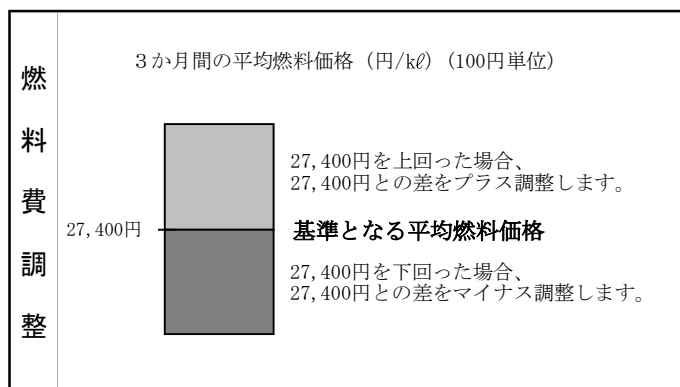 燃料費調整
３か月間の平均燃料価格（円/kℓ）（100円単位）
27,400円を上回った場合、
27,400円との差をプラス調整します。
27,400円
基準となる平均燃料価格
27,400円を下回った場合、
27,400円との差をマイナス調整します。